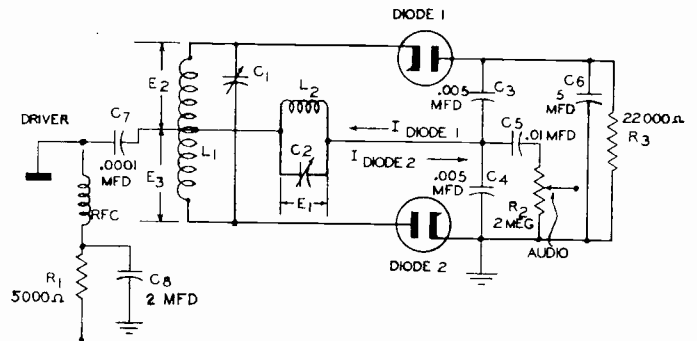 DIODE 1
E2
C1
L2
C3
.005
MFD
C6
5
MFD
22000Ω
R3
DRIVER
C7
.0001
MFD
L1
I DIODE 1
C5
.01MFD
I DIODE 2
C2
E3
E1
.005
MFD
C4
R2
2 MEG
AUDIO
RFC
DIODE 2
R1
5000Ω
C8
2 MFD